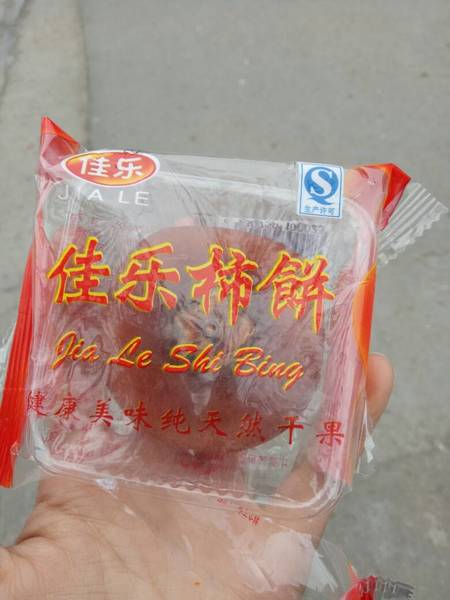 佳乐
JIA LE
生产许可
佳乐柿餅
Jia Le Shi Bing
健康美味纯天然干果